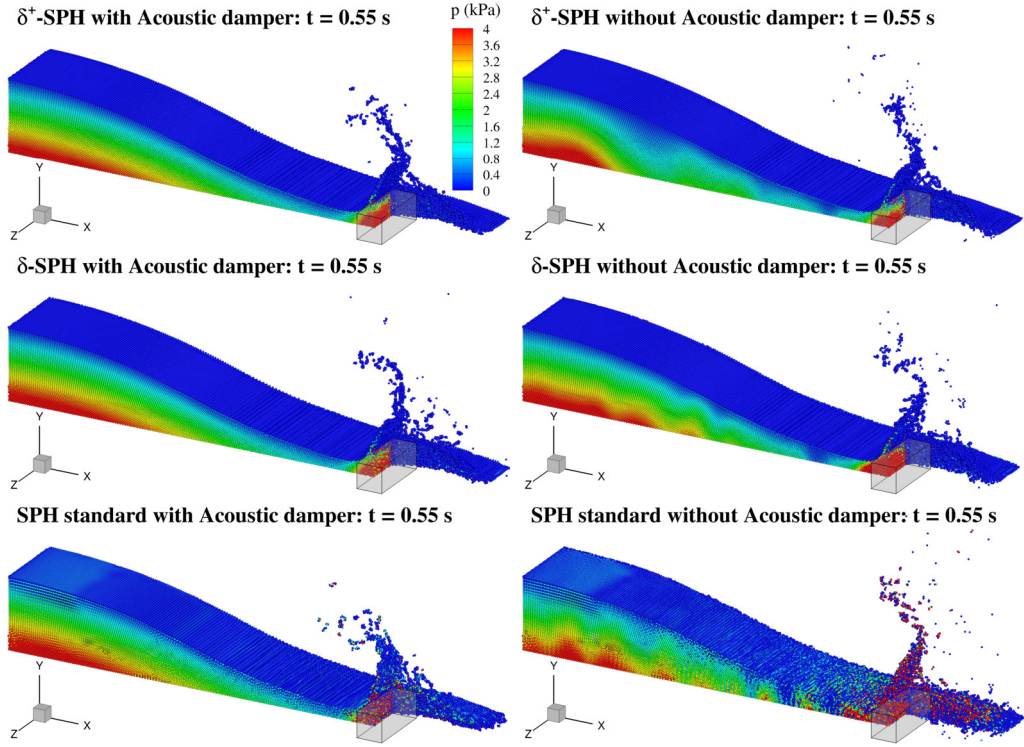 δ⁺-SPH with Acoustic damper: t = 0.55 s
p (kPa)
4
3.6
3.2
2.8
2.4
2
1.6
1.2
0.8
0.4
0
Y
X
Z
δ⁺-SPH without Acoustic damper: t = 0.55 s
Y
X
Z
δ-SPH with Acoustic damper: t = 0.55 s
Y
X
Z
δ-SPH without Acoustic damper: t = 0.55 s
Y
X
Z
SPH standard with Acoustic damper: t = 0.55 s
Y
X
Z
SPH standard without Acoustic damper: t = 0.55 s
Y
X
Z